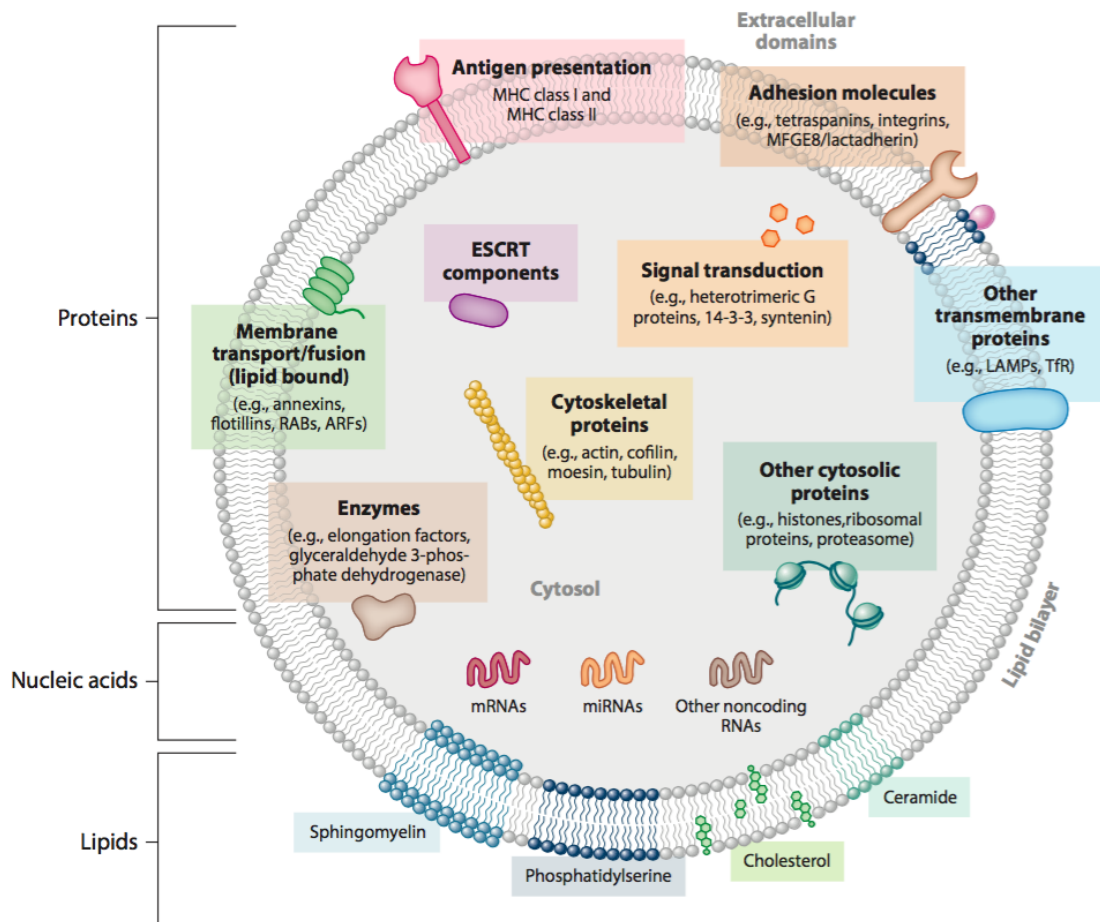 Extracellular
domains
Antigen presentation
MHC class I and
MHC class II
Adhesion molecules
(e.g., tetraspanins, integrins,
MFGE8/lactadherin)
ESCRT
components
Signal transduction
(e.g., heterotrimeric G
proteins, 14-3-3, syntenin)
Other
transmembrane
proteins
(e.g., LAMPs, TfR)
Proteins
Membrane
transport/fusion
(lipid bound)
(e.g., annexins,
flotillins, RABs, ARFs)
Cytoskeletal
proteins
(e.g., actin, cofilin,
moesin, tubulin)
Other cytosolic
proteins
(e.g., histones,ribosomal
proteins, proteasome)
Enzymes
(e.g., elongation factors,
glyceraldehyde 3-phos-
phate dehydrogenase)
Cytosol
Lipid bilayer
Nucleic acids
mRNAs
miRNAs
Other noncoding
RNAs
Lipids
Sphingomyelin
Phosphatidylserine
Cholesterol
Ceramide